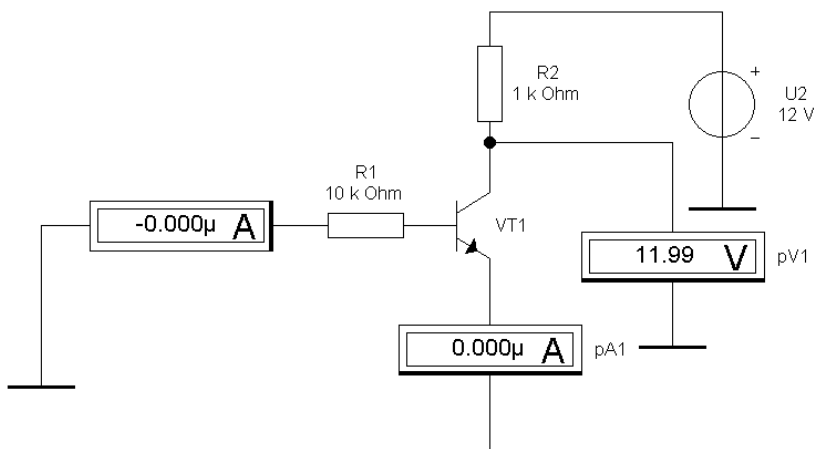 R2
1 k Ohm
+
U2
12 V
−
R1
10 k Ohm
-0.000µ A
VT1
11.99 V
pV1
0.000µ A
pA1